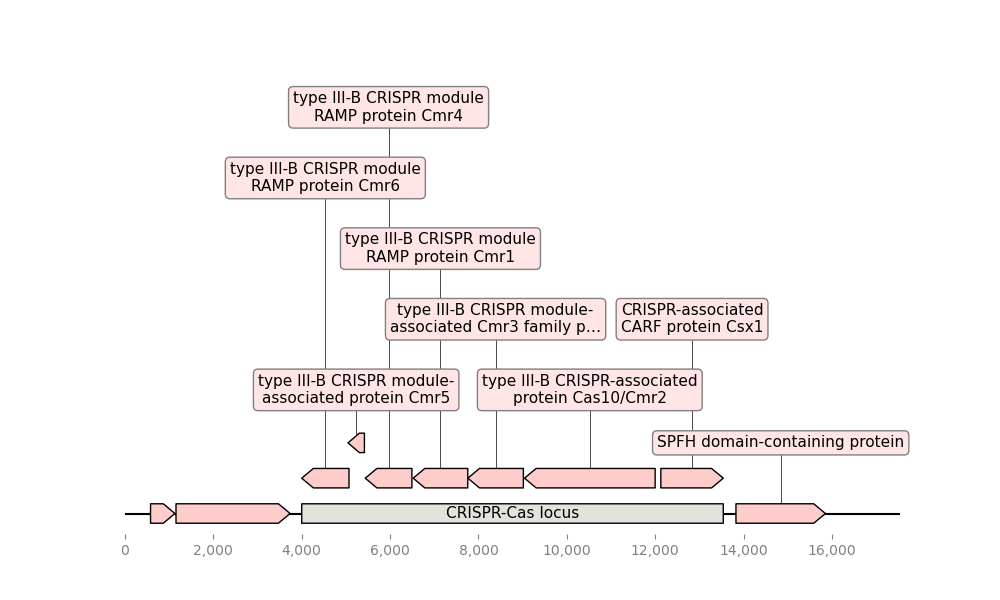 type III-B CRISPR module
RAMP protein Cmr4
type III-B CRISPR module
RAMP protein Cmr6
type III-B CRISPR module
RAMP protein Cmr1
type III-B CRISPR module-
associated Cmr3 family p...
CRISPR-associated
CARF protein Csx1
type III-B CRISPR module-
associated protein Cmr5
type III-B CRISPR-associated
protein Cas10/Cmr2
SPFH domain-containing protein
CRISPR-Cas locus
0 2,000 4,000 6,000 8,000 10,000 12,000 14,000 16,000